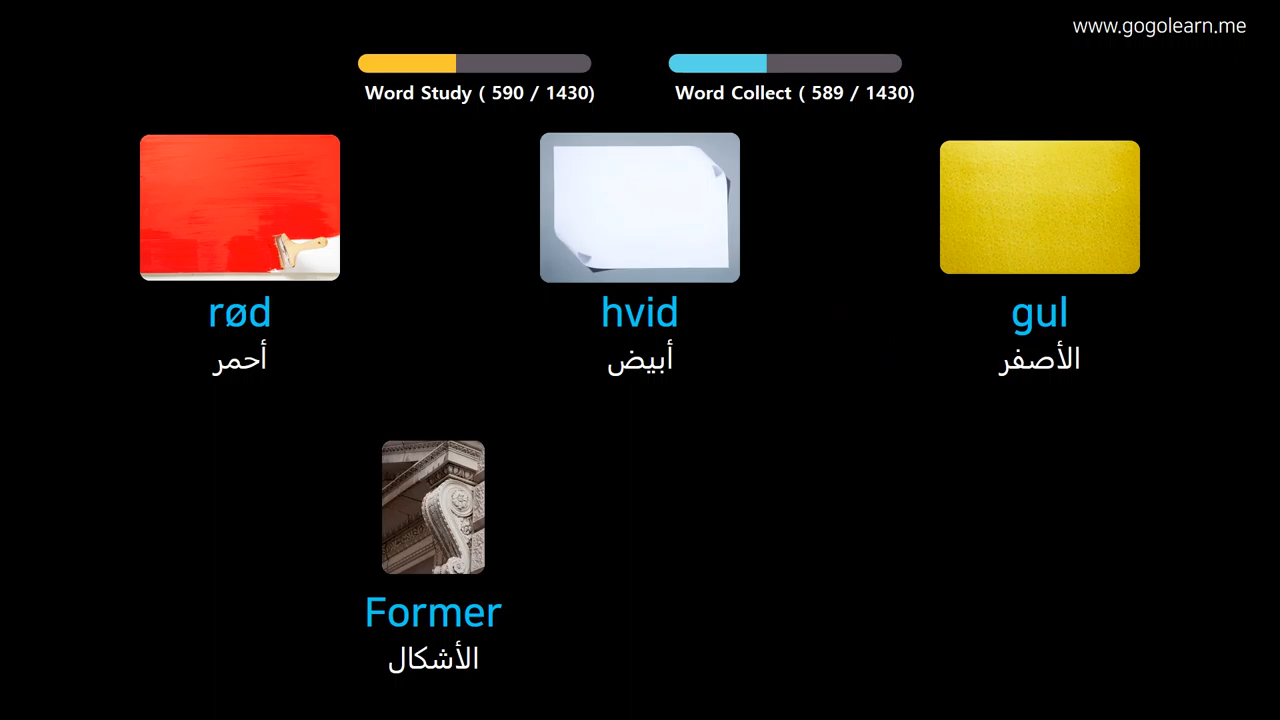 www.gogolearn.me
Word Study ( 590 / 1430)
Word Collect ( 589 / 1430)
rød
أحمر
hvid
أبيض
gul
الأصفر
Former
الأشكال